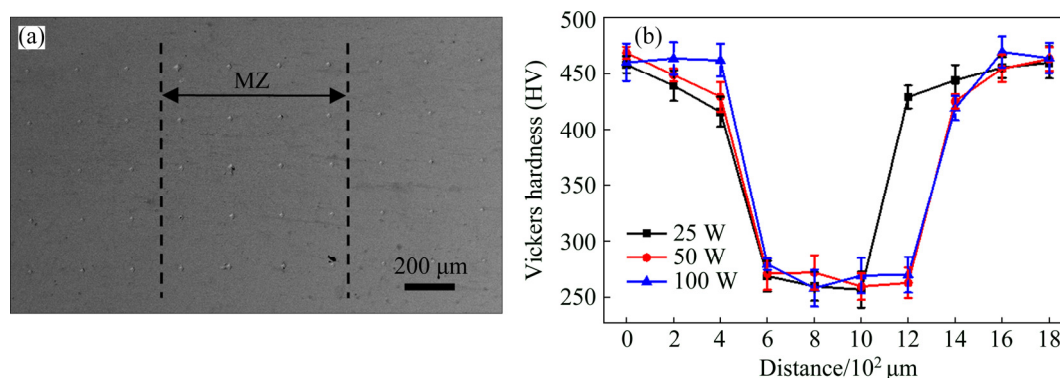 (a)
MZ
200 μm
(b)
Vickers hardness (HV)
500
450
400
350
300
250
25 W
50 W
100 W
0 2 4 6 8 10 12 14 16 18
Distance/10² μm